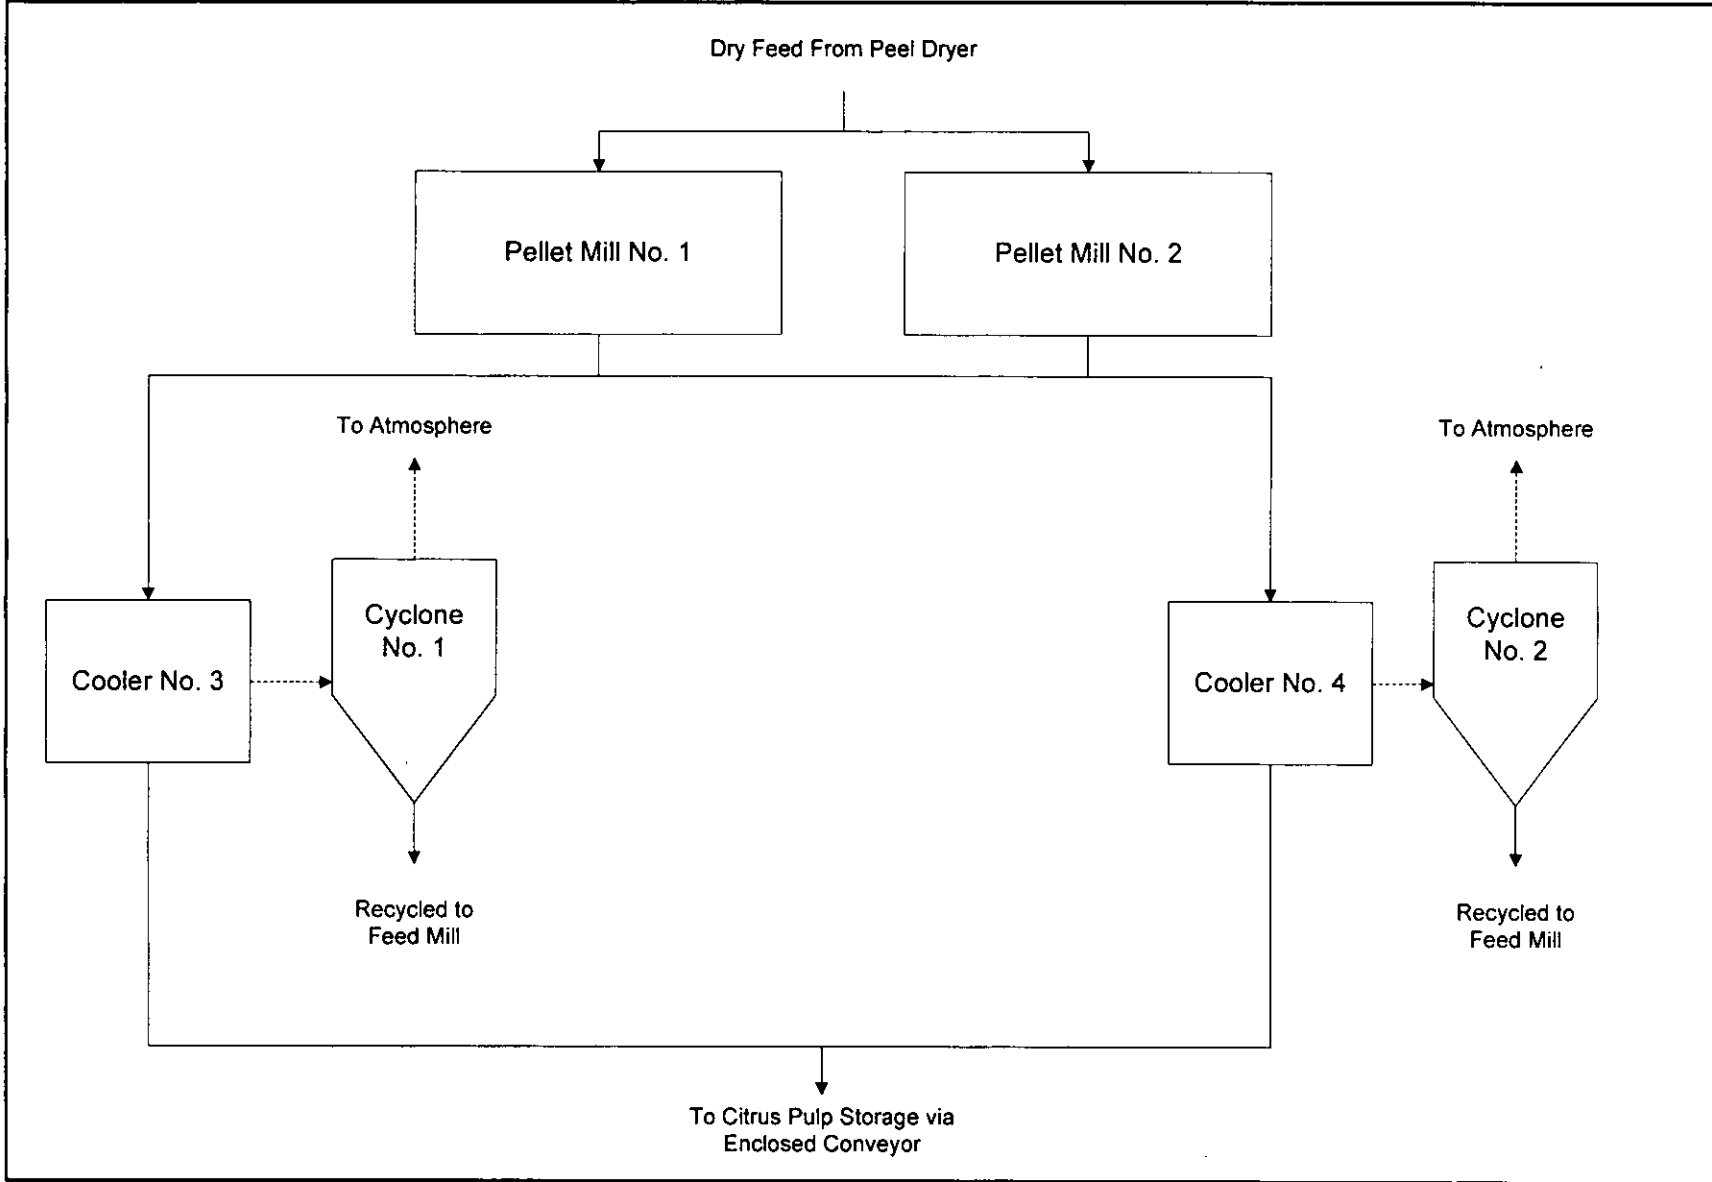 Dry Feed From Peel Dryer
Pellet Mill No. 1
Pellet Mill No. 2
To Atmosphere
To Atmosphere
Cyclone
No. 1
Cyclone
No. 2
Cooler No. 3
Cooler No. 4
Recycled to
Feed Mill
Recycled to
Feed Mill
To Citrus Pulp Storage via
Enclosed Conveyor